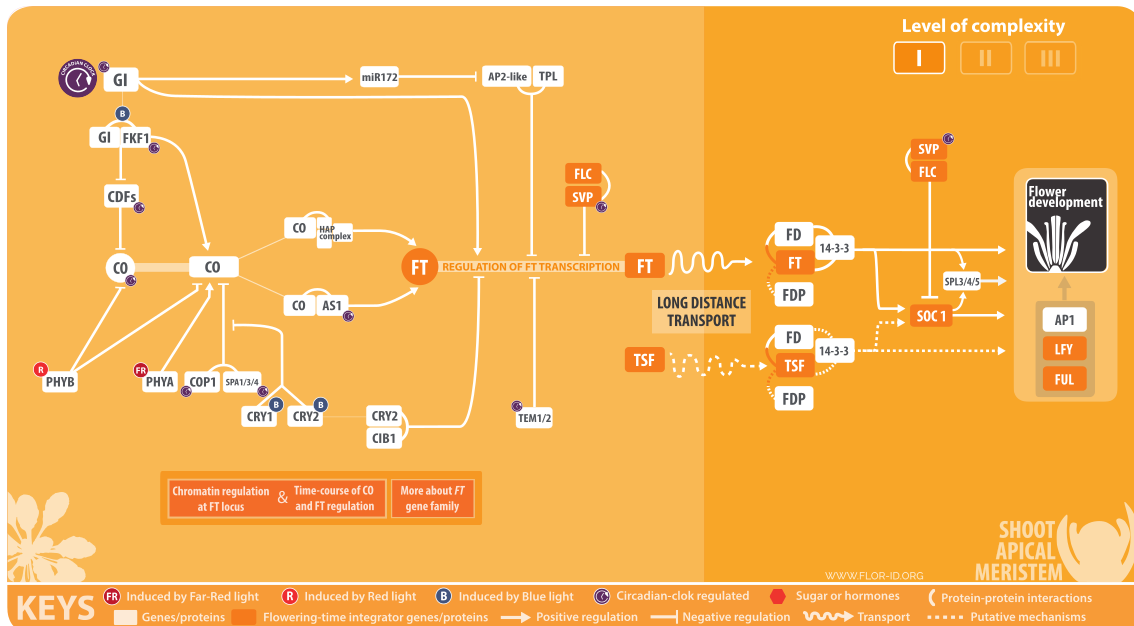 Level of complexity
I
II
III
CIRCADIAN CLOCK
GI
miR172
AP2-like
TPL
B
GI
FKF1
SVP
FLC
FLC
SVP
CDFs
Flower
development
CO
HAP
complex
FD
14-3-3
FT
CO
CO
FT
REGULATION OF FT TRANSCRIPTION
FT
SPL3/4/5
FDP
LONG DISTANCE
TRANSPORT
CO
AS1
SOC 1
AP1
FD
14-3-3
TSF
TSF
LFY
R
PHYB
FR
PHYA
COP1
SPA1/3/4
FUL
FDP
B
CRY1
B
CRY2
CRY2
CIB1
TEM1/2
Chromatin regulation
at FT locus
&
Time-course of CO
and FT regulation
More about FT
gene family
SHOOT
APICAL
MERISTEM
WWW.FLOR-ID.ORG
KEYS
FR Induced by Far-Red light
R Induced by Red light
B Induced by Blue light
Circadian-clok regulated
Sugar or hormones
Protein-protein interactions
Genes/proteins
Flowering-time integrator genes/proteins
Positive regulation
Negative regulation
Transport
Putative mechanisms